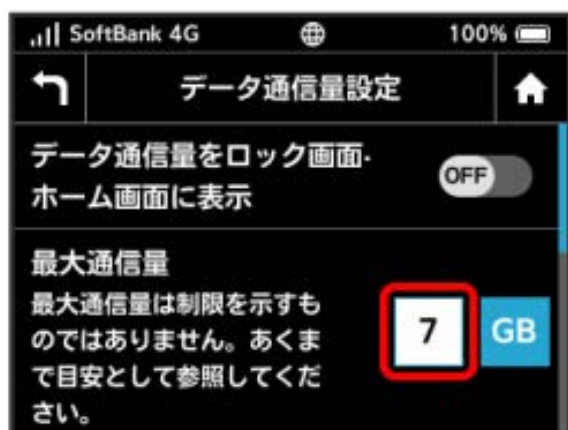 SoftBank 4G 100%
データ通信量設定
データ通信量をロック画面・
ホーム画面に表示
OFF
最大通信量
最大通信量は制限を示すも
のではありません。あくま
で目安として参照してくだ
さい。
7 GB